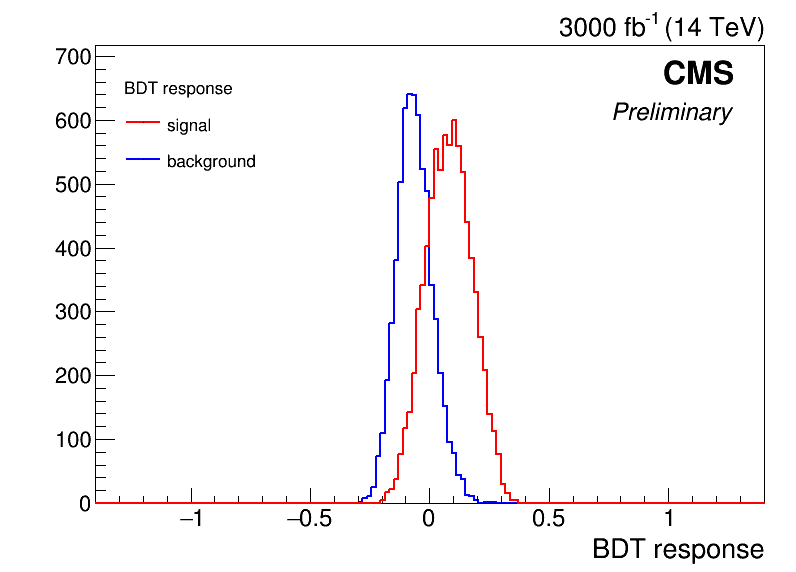 3000 fb⁻¹ (14 TeV)
CMS
Preliminary
BDT response
signal
background
700
600
500
400
300
200
100
0
−1
−0.5
0
0.5
1
BDT response